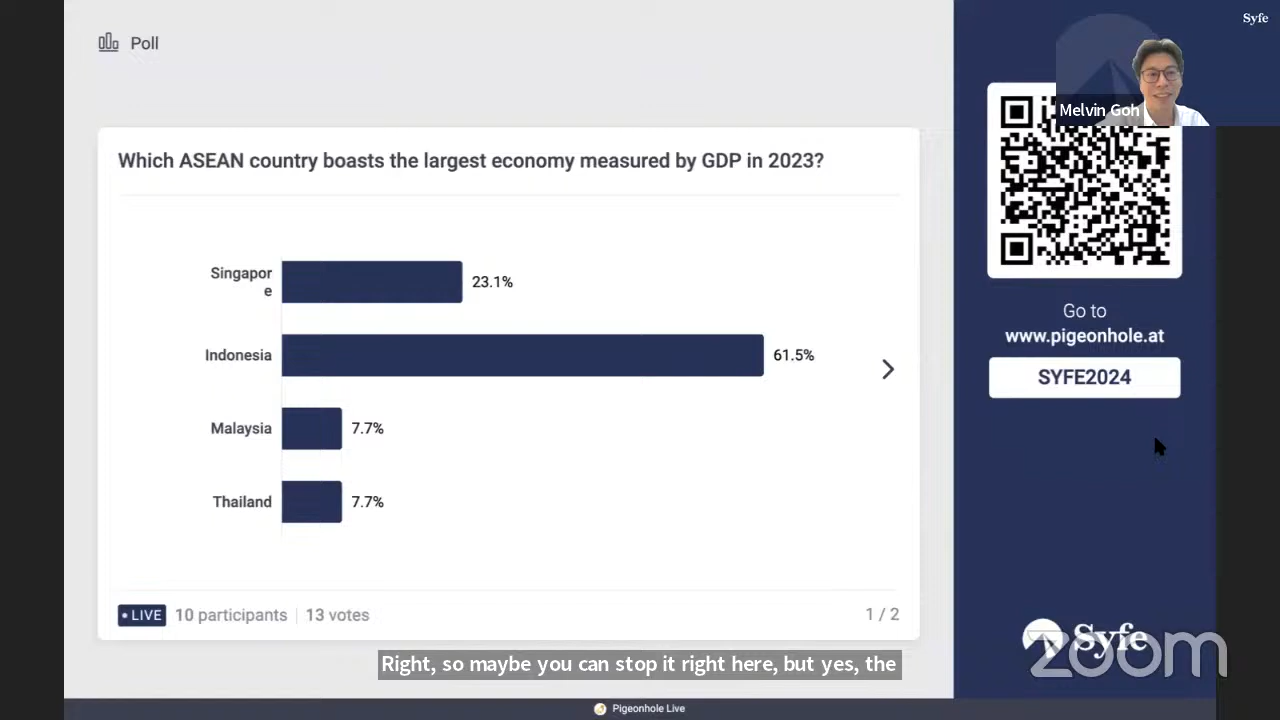 Poll
Which ASEAN country boasts the largest economy measured by GDP in 2023?
Singapor
e
23.1%
Indonesia
61.5%
Malaysia
7.7%
Thailand
7.7%
• LIVE
10 participants | 13 votes
1 / 2
Syfe
Melvin Goh
Go to
www.pigeonhole.at
SYFE2024
Syfe
zoom
Right, so maybe you can stop it right here, but yes, the
Pigeonhole Live